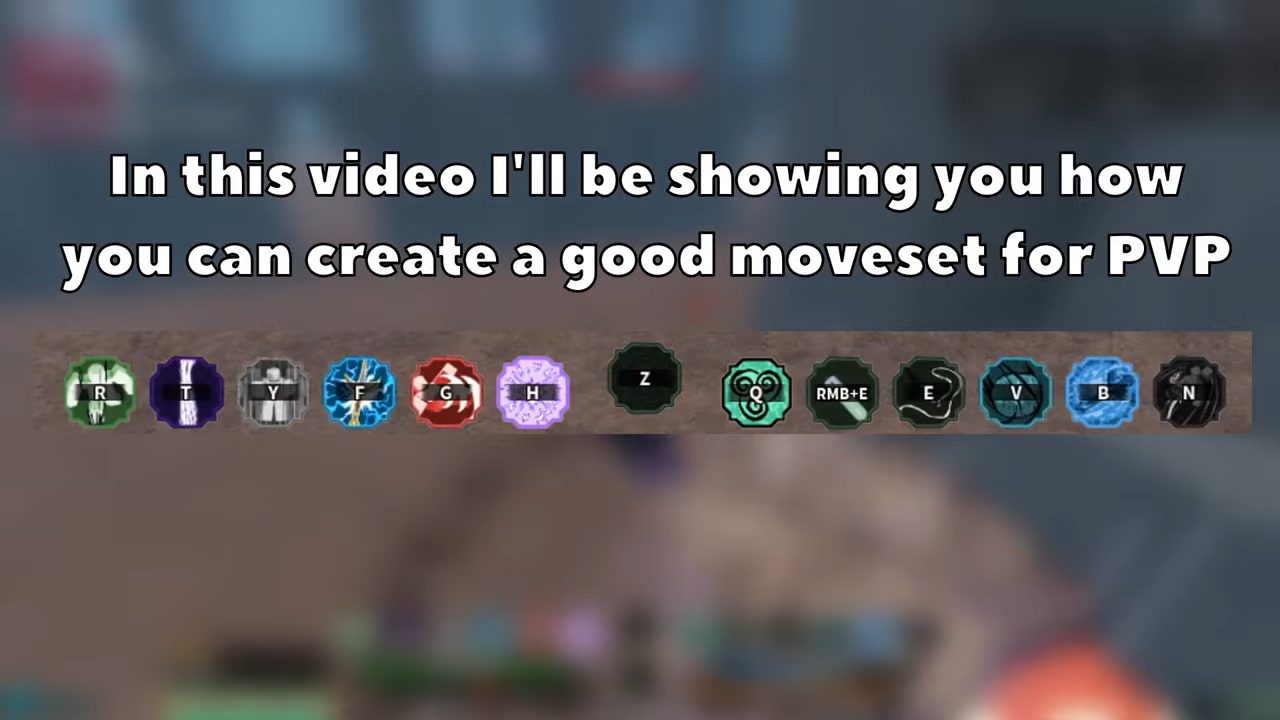 In this video I'll be showing you how
you can create a good moveset for PVP
R T Y F G H Z Q RMB+E E V B N